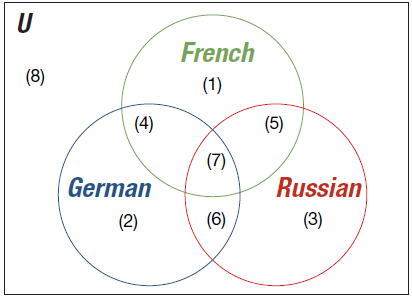 U
French
(8)
(1)
(4)
(5)
(7)
German
Russian
(2)
(6)
(3)